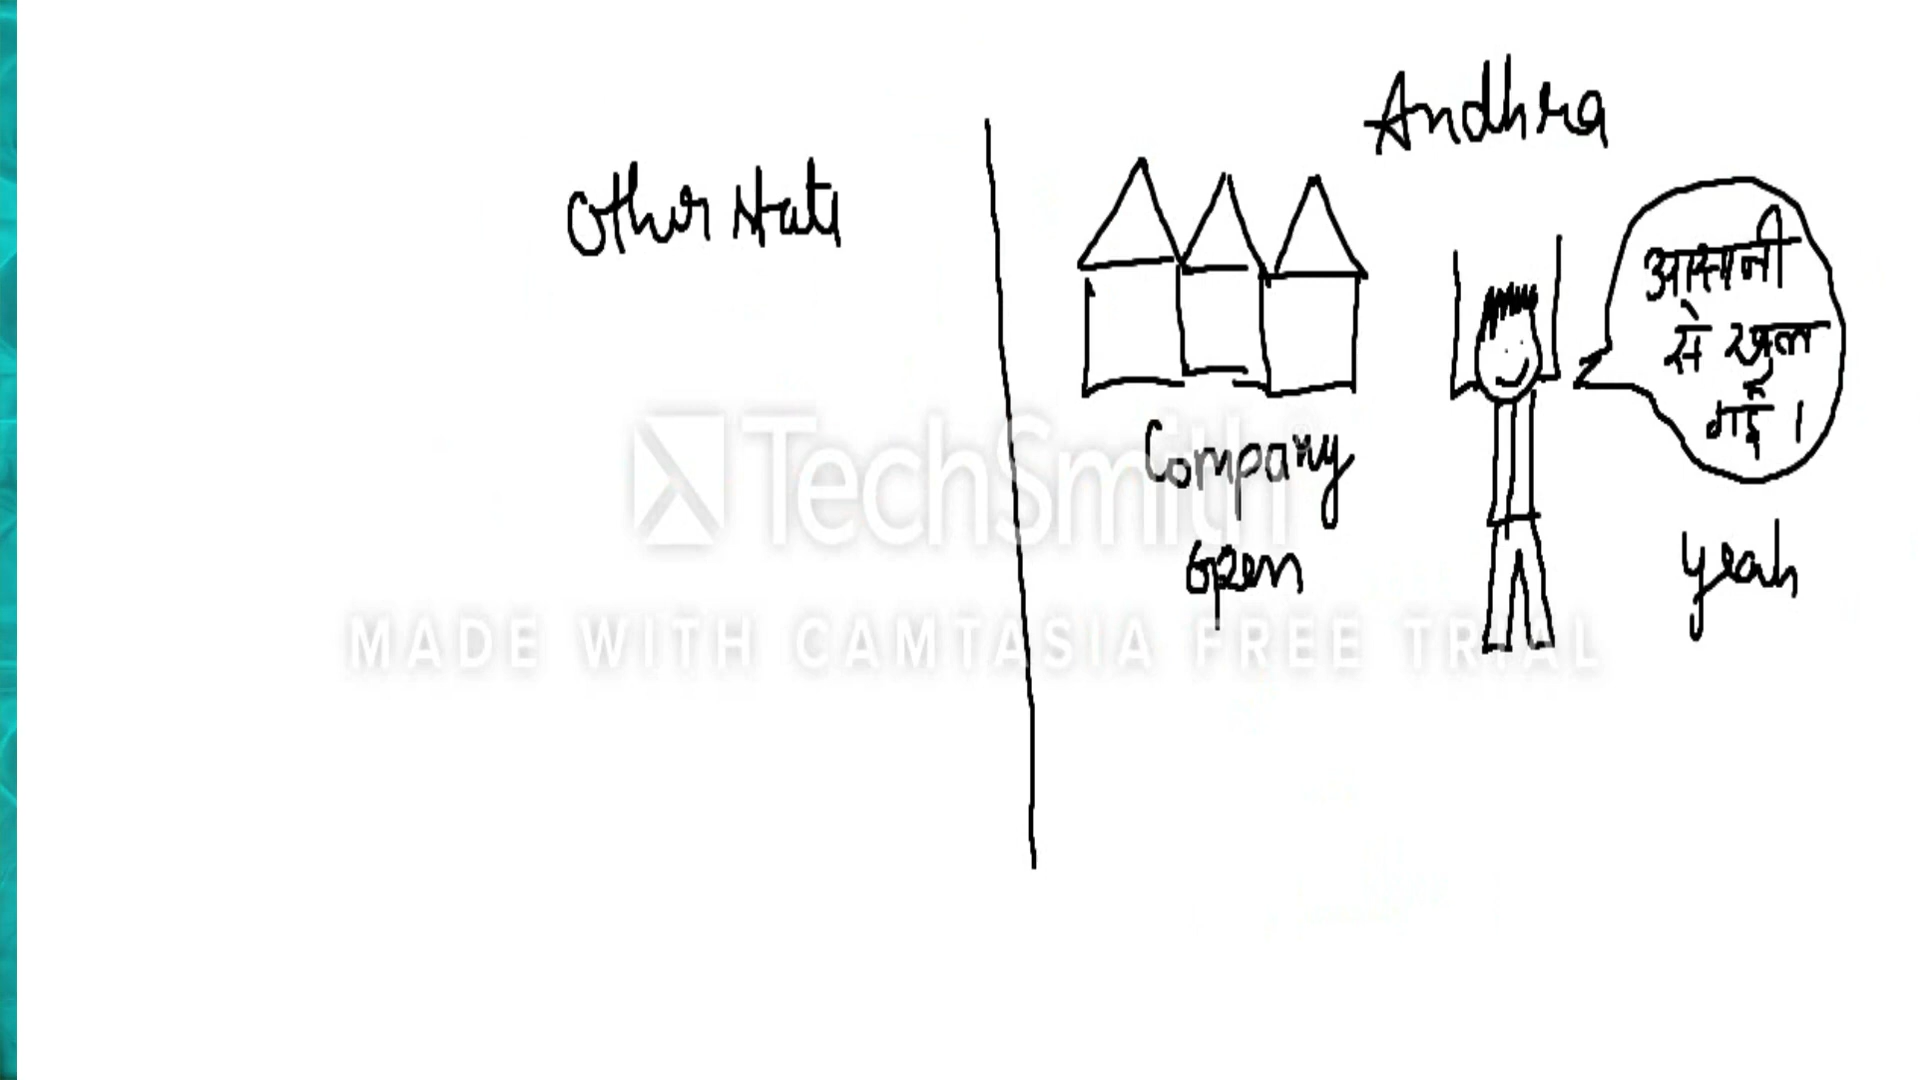 Other State
Andhra
आसानी
से खुल
गई ।
Company
open
yeah
TechSmith
MADE WITH CAMTASIA FREE TRIAL